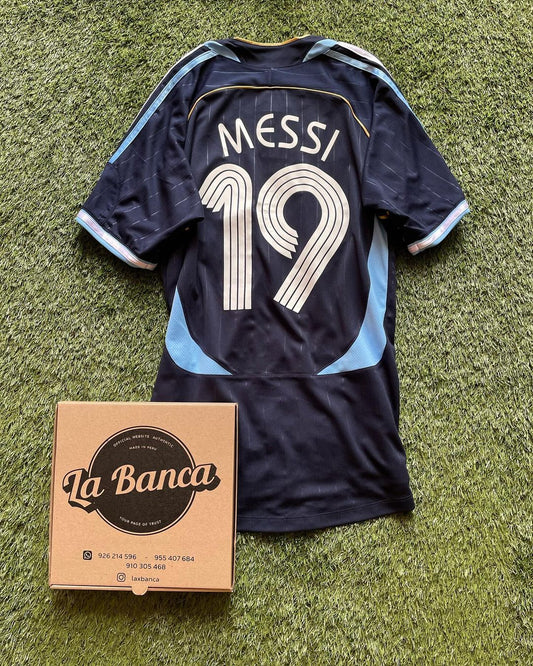 MESSI
19
OFFICIAL WEBSITE AUTHENTIC
MADE IN PERU
La Banca
YOUR PAGE OF TRUST
926 214 596 - 955 407 684
910 305 468
laxbanca